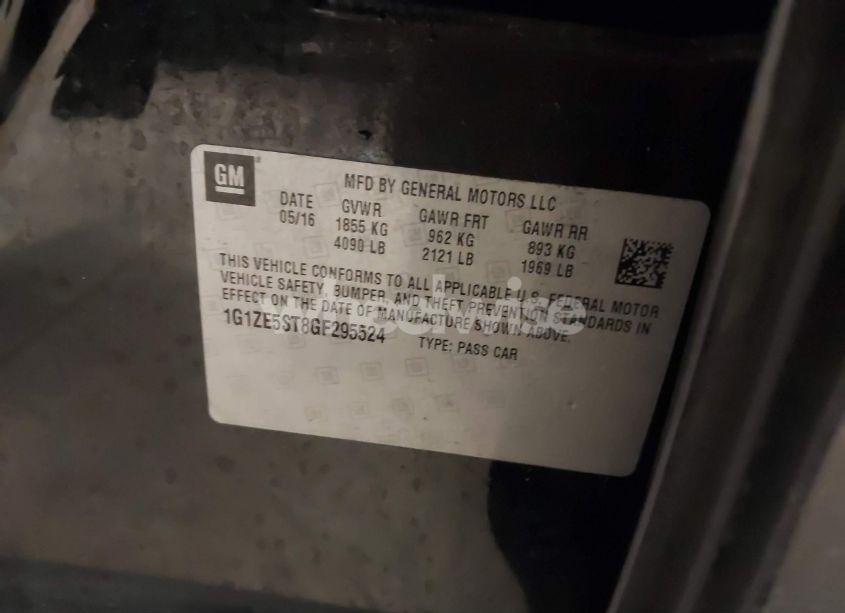 GM
MFD BY GENERAL MOTORS LLC
DATE GVWR GAWR FRT GAWR RR
05/16 1855 KG 962 KG 893 KG
4090 LB 2121 LB 1969 LB
THIS VEHICLE CONFORMS TO ALL APPLICABLE U.S. FEDERAL MOTOR
VEHICLE SAFETY, BUMPER, AND THEFT PREVENTION STANDARDS IN
EFFECT ON THE DATE OF MANUFACTURE SHOWN ABOVE.
1G1ZE5ST8GF295524 TYPE: PASS CAR